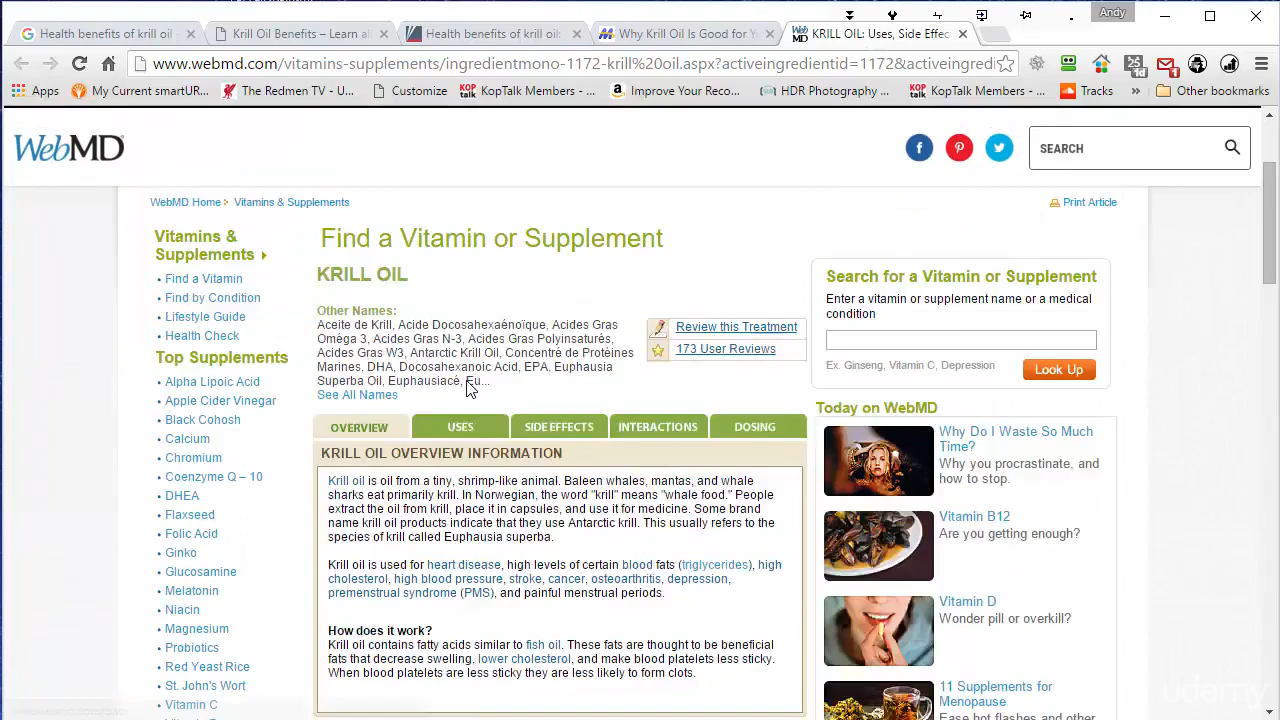 Andy
Health benefits of krill oil
Krill Oil Benefits – Learn al
Health benefits of krill oi
Why Krill Oil Is Good for Y
KRILL OIL: Uses, Side Effec
www.webmd.com/vitamins-supplements/ingredientmono-1172-krill%20oil.aspx?activeingredientid=1172&activeingredi
Apps
My Current smartUR...
The Redmen TV - U...
Customize
KopTalk Members - ...
Improve Your Reco...
HDR Photography ...
KopTalk Members - ...
Tracks
»
Other bookmarks
WebMD
SEARCH
WebMD Home
Vitamins & Supplements
Print Article
Vitamins &
Supplements
• Find a Vitamin
• Find by Condition
• Lifestyle Guide
• Health Check
Top Supplements
• Alpha Lipoic Acid
• Apple Cider Vinegar
• Black Cohosh
• Calcium
• Chromium
• Coenzyme Q – 10
• DHEA
• Flaxseed
• Folic Acid
• Ginko
• Glucosamine
• Melatonin
• Niacin
• Magnesium
• Probiotics
• Red Yeast Rice
• St. John's Wort
• Vitamin C
Find a Vitamin or Supplement
KRILL OIL
Other Names:
Aceite de Krill, Acide Docosahexaénoïque, Acides Gras
Oméga 3, Acides Gras N-3, Acides Gras Polyinsaturés,
Acides Gras W3, Antarctic Krill Oil, Concentré de Protéines
Marines, DHA, Docosahexanoic Acid, EPA, Euphausia
Superba Oil, Euphausiacé, Eu...
See All Names
Review this Treatment
173 User Reviews
OVERVIEW
USES
SIDE EFFECTS
INTERACTIONS
DOSING
KRILL OIL OVERVIEW INFORMATION
Krill oil is oil from a tiny, shrimp-like animal. Baleen whales, mantas, and whale
sharks eat primarily krill. In Norwegian, the word "krill" means "whale food." People
extract the oil from krill, place it in capsules, and use it for medicine. Some brand
name krill oil products indicate that they use Antarctic krill. This usually refers to the
species of krill called Euphausia superba.
Krill oil is used for heart disease, high levels of certain blood fats (triglycerides), high
cholesterol, high blood pressure, stroke, cancer, osteoarthritis, depression,
premenstrual syndrome (PMS), and painful menstrual periods.
How does it work?
Krill oil contains fatty acids similar to fish oil. These fats are thought to be beneficial
fats that decrease swelling, lower cholesterol, and make blood platelets less sticky.
When blood platelets are less sticky they are less likely to form clots.
Search for a Vitamin or Supplement
Enter a vitamin or supplement name or a medical
condition
Ex. Ginseng, Vitamin C, Depression
Look Up
Today on WebMD
Why Do I Waste So Much
Time?
Why you procrastinate, and
how to stop.
Vitamin B12
Are you getting enough?
Vitamin D
Wonder pill or overkill?
11 Supplements for
Menopause
Ease hot flashes and other